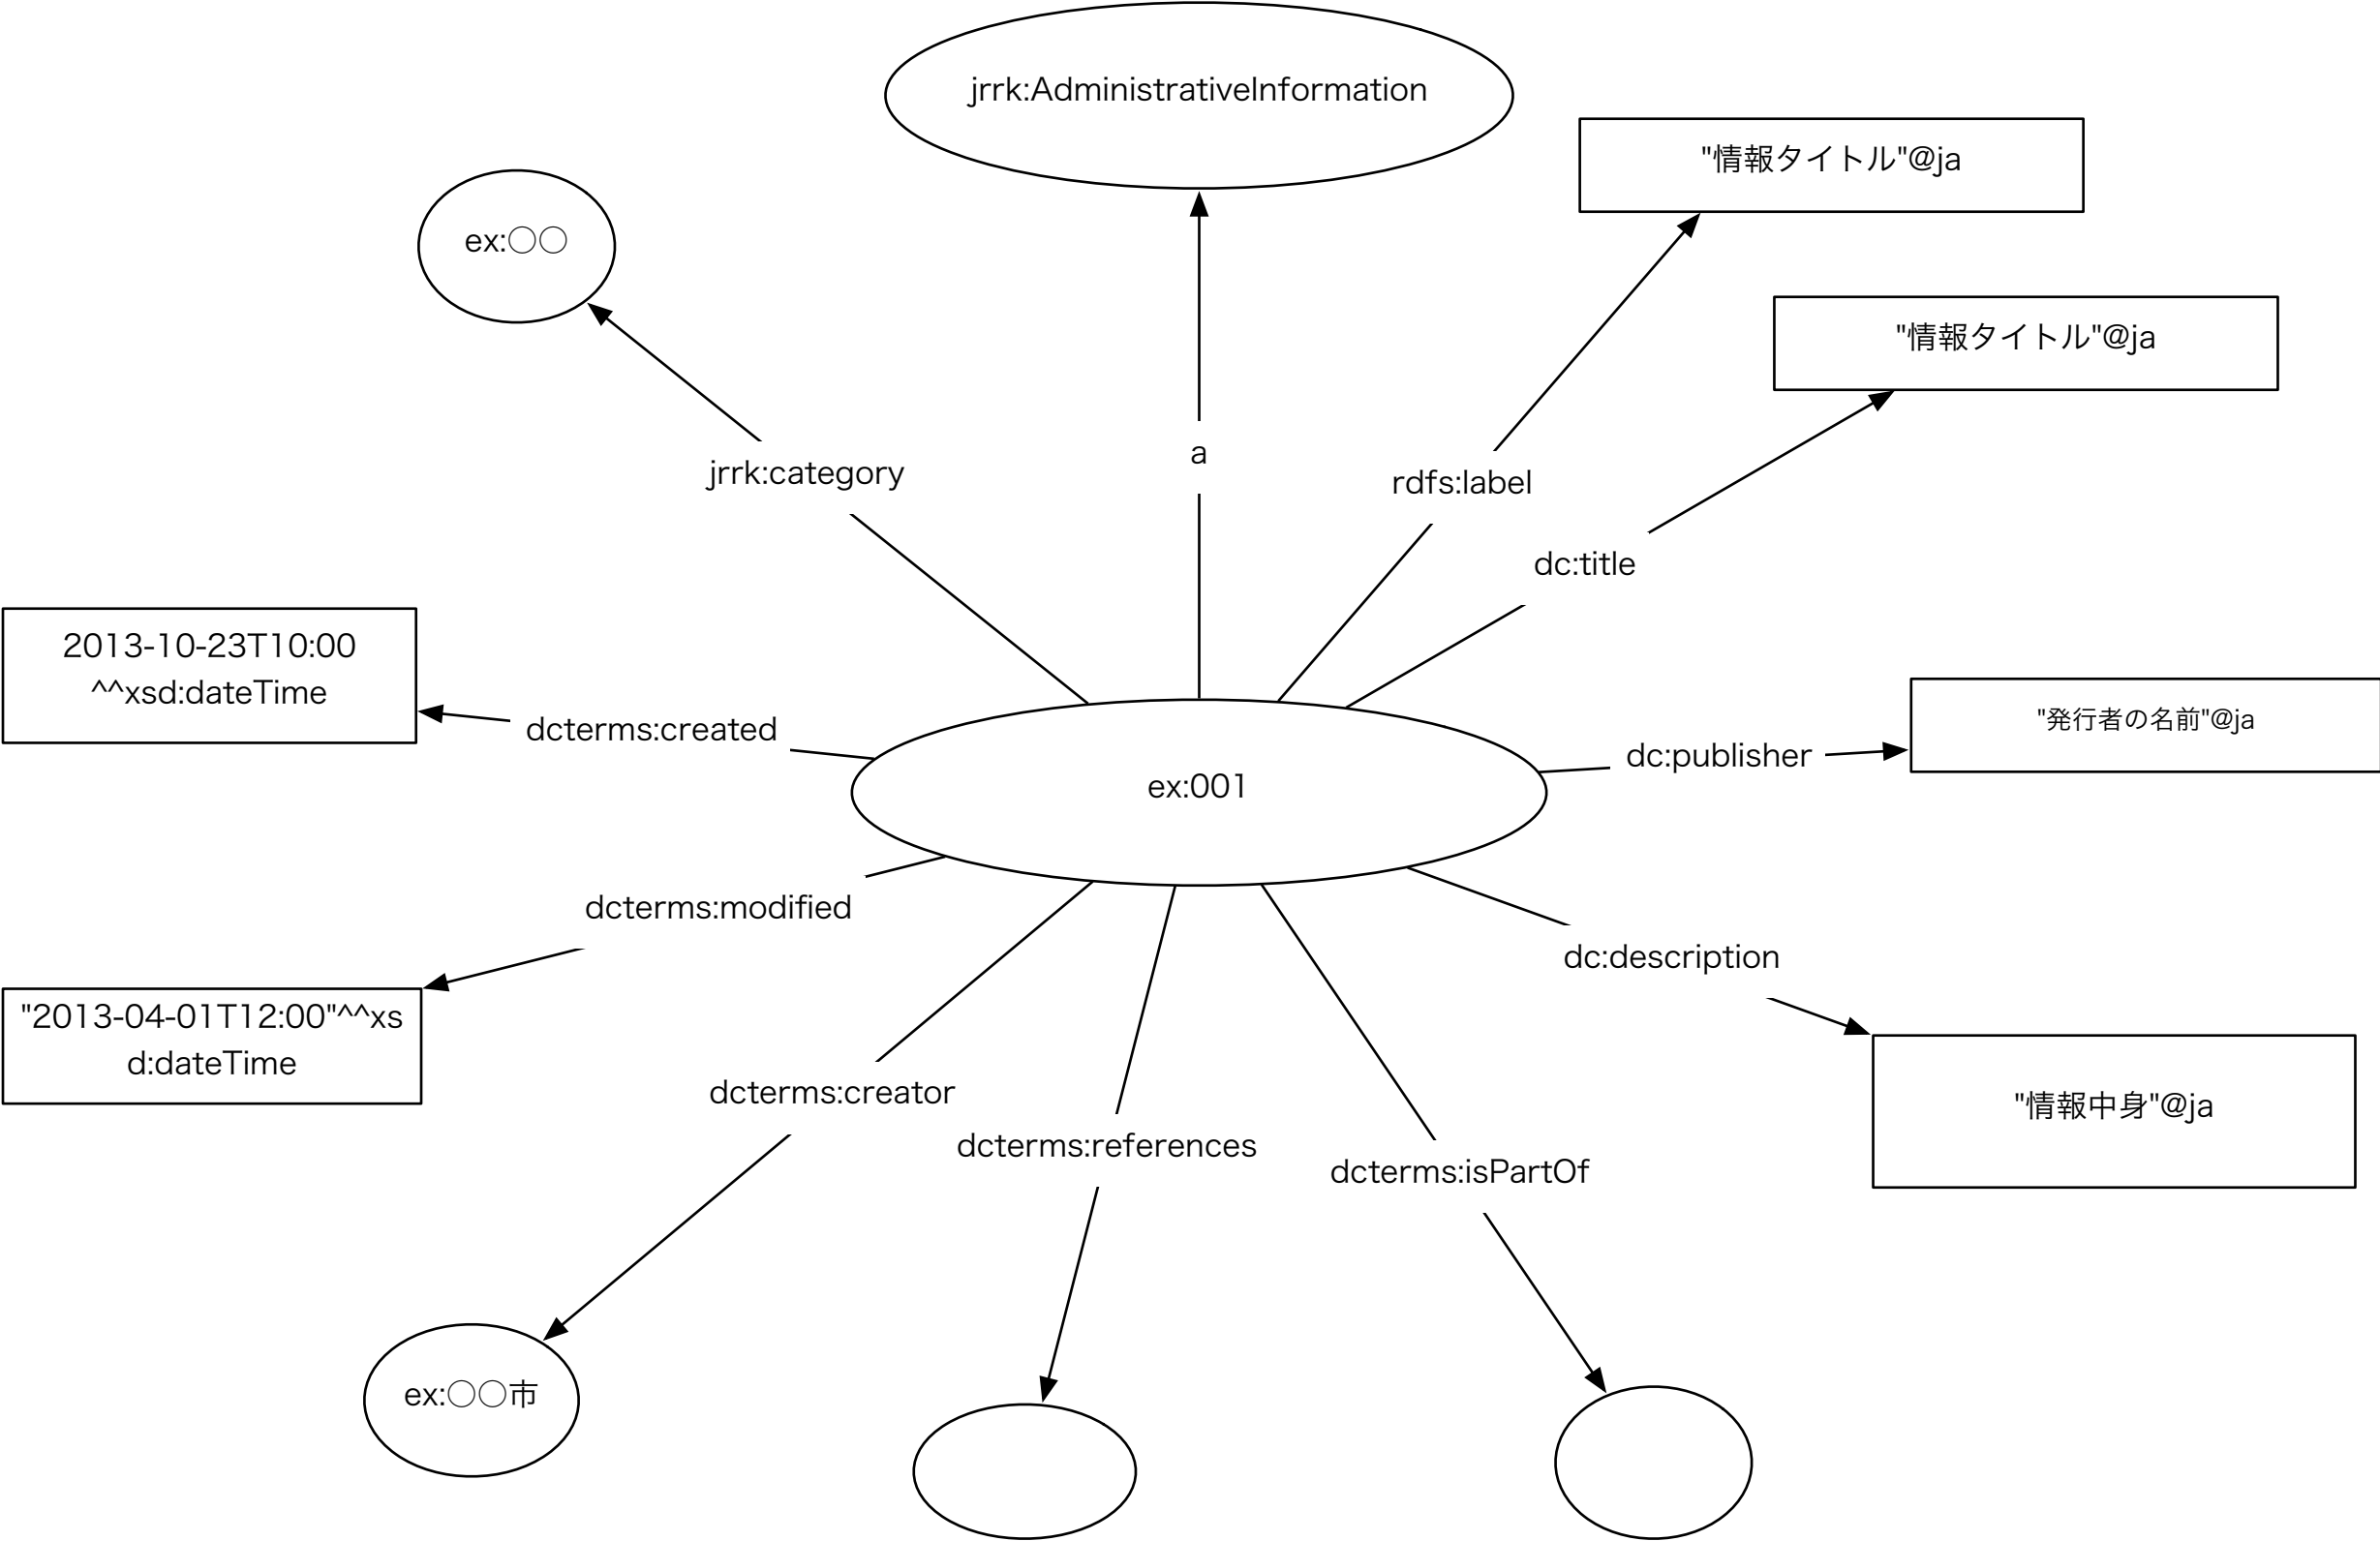 jrrk:AdministrativeInformation
"情報タイトル"@ja
ex:○○
"情報タイトル"@ja
a
jrrk:category
rdfs:label
dc:title
2013-10-23T10:00
^^xsd:dateTime
dcterms:created
dc:publisher
"発行者の名前"@ja
ex:001
dcterms:modified
dc:description
"2013-04-01T12:00"^^xs
d:dateTime
dcterms:creator
dcterms:references
dcterms:isPartOf
"情報中身"@ja
ex:○○市